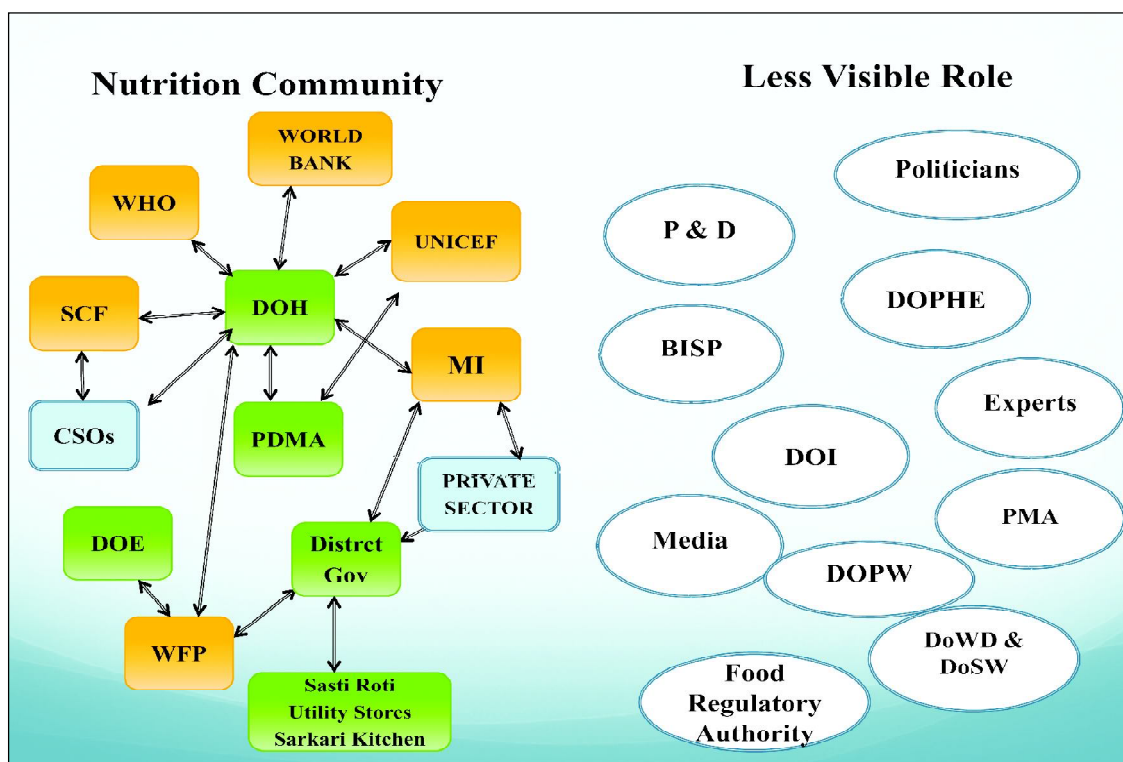 Nutrition Community
WORLD
BANK
WHO
UNICEF
SCF
DOH
MI
CSOs
PDMA
PRIVATE
SECTOR
DOE
Distrct
Gov
WFP
Sasti Roti
Utility Stores
Sarkari Kitchen
Less Visible Role
Politicians
P & D
DOPHE
BISP
Experts
DOI
PMA
Media
DOPW
DoWD &
DoSW
Food
Regulatory
Authority